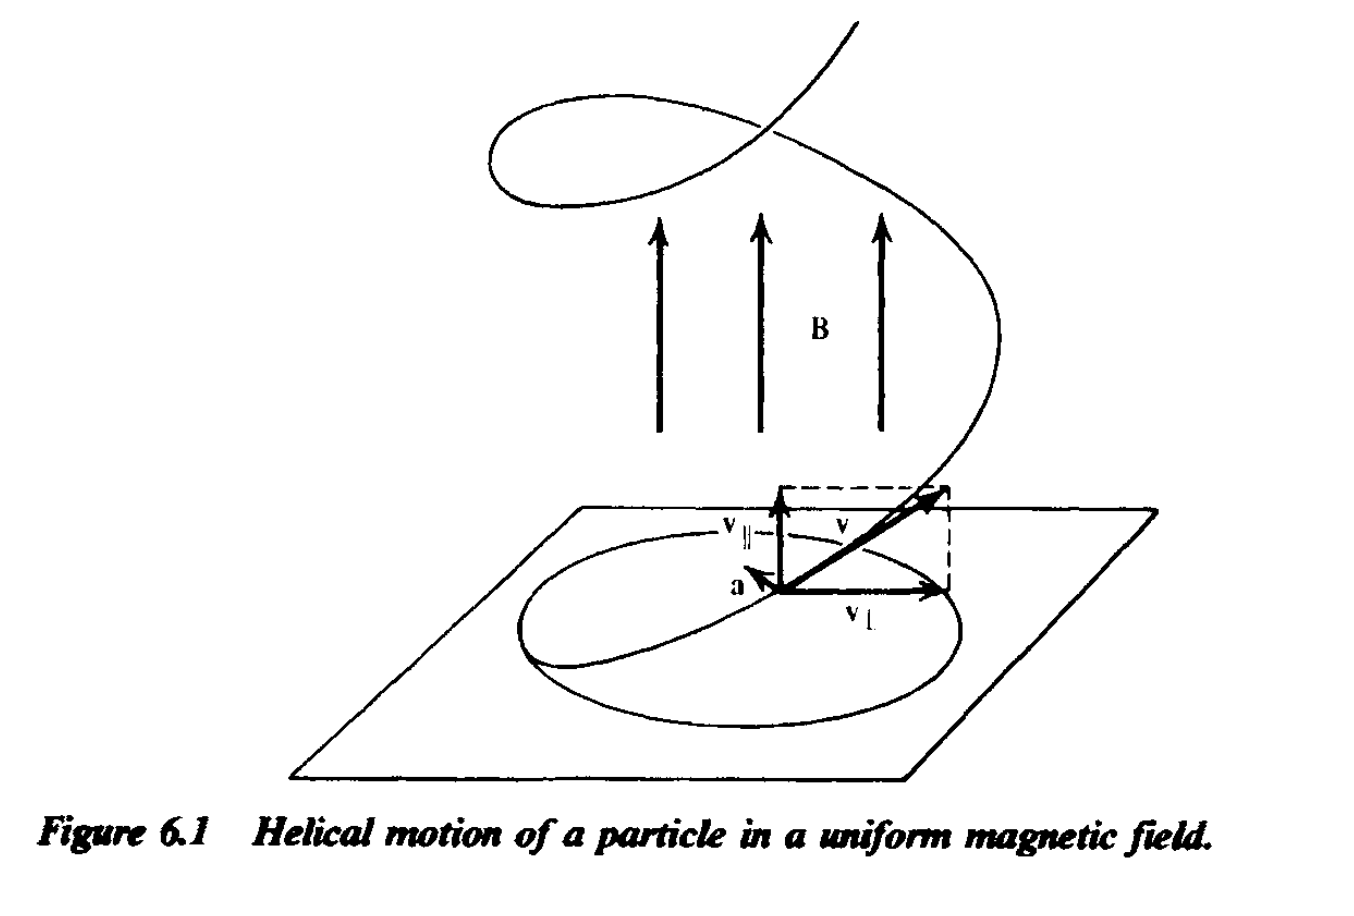 B
v∥
v
a
v⊥
Figure 6.1 Helical motion of a particle in a uniform magnetic field.